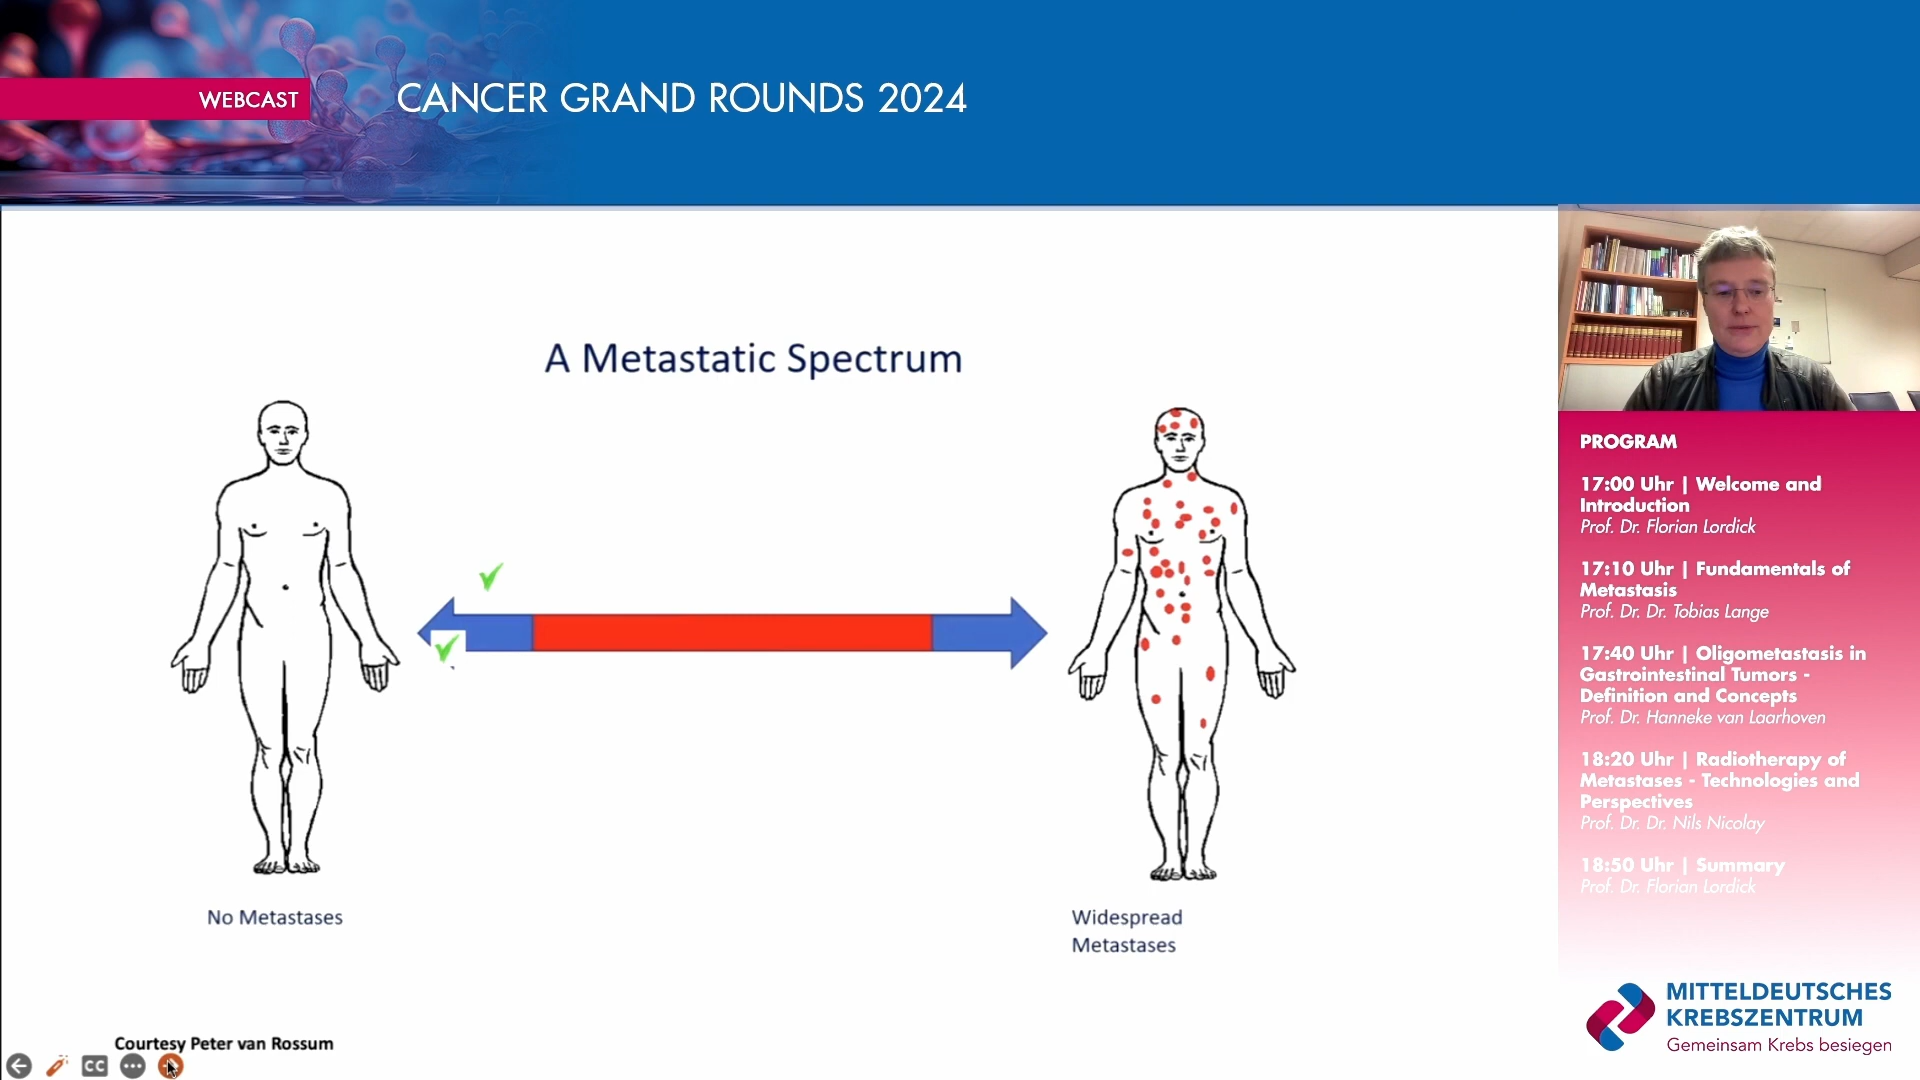 WEBCAST
CANCER GRAND ROUNDS 2024
A Metastatic Spectrum
No Metastases
Widespread
Metastases
Courtesy Peter van Rossum
CC
PROGRAM
17:00 Uhr | Welcome and
Introduction
Prof. Dr. Florian Lordick
17:10 Uhr | Fundamentals of
Metastasis
Prof. Dr. Dr. Tobias Lange
17:40 Uhr | Oligometastasis in
Gastrointestinal Tumors -
Definition and Concepts
Prof. Dr. Hanneke van Laarhoven
18:20 Uhr | Radiotherapy of
Metastases - Technologies and
Perspectives
Prof. Dr. Dr. Nils Nicolay
18:50 Uhr | Summary
Prof. Dr. Florian Lordick
MITTELDEUTSCHES
KREBSZENTRUM
Gemeinsam Krebs besiegen